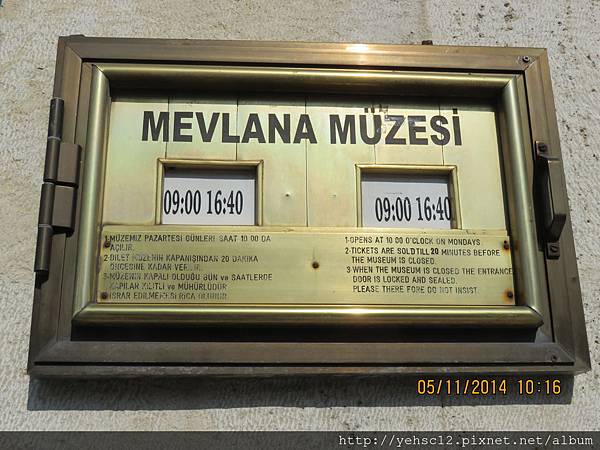 MEVLANA MÜZESİ
09:00 16:40
09:00 16:40
1-MÜZEMİZ PAZARTESİ GÜNLERİ SAAT 10 00 DA
AÇILIR.
2-BİLET MÜZENİN KAPANIŞINDAN 20 DAKİKA
ÖNCESİNE KADAR VERİLİR.
3-MÜZENİN KAPALI OLDUĞU GÜN ve SAATLERDE
KAPILAR KİLİTLİ ve MÜHÜRLÜDÜR
ISRAR EDİLMEMESİ RİCA OLUNUR.
1-OPENS AT 10 00 O'CLOCK ON MONDAYS
2-TICKETS ARE SOLD TILL 20 MINUTES BEFORE
THE MUSEUM IS CLOSED.
3-WHEN THE MUSEUM IS CLOSED THE ENTRANCE
DOOR IS LOCKED AND SEALED.
PLEASE THERE FORE DO NOT INSIST.
05/11/2014 10:16
http://yehsc12.pixnet.net/album